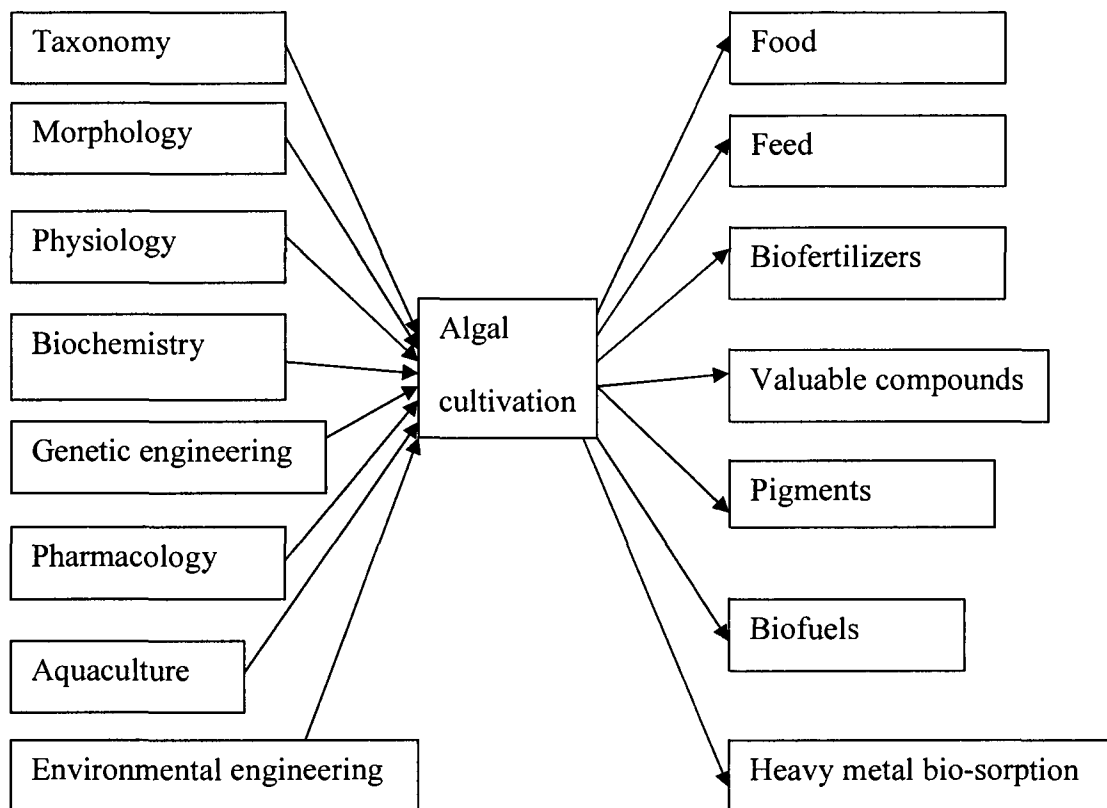 Taxonomy
Morphology
Physiology
Biochemistry
Genetic engineering
Pharmacology
Aquaculture
Environmental engineering
Algal
cultivation
Food
Feed
Biofertilizers
Valuable compounds
Pigments
Biofuels
Heavy metal bio-sorption